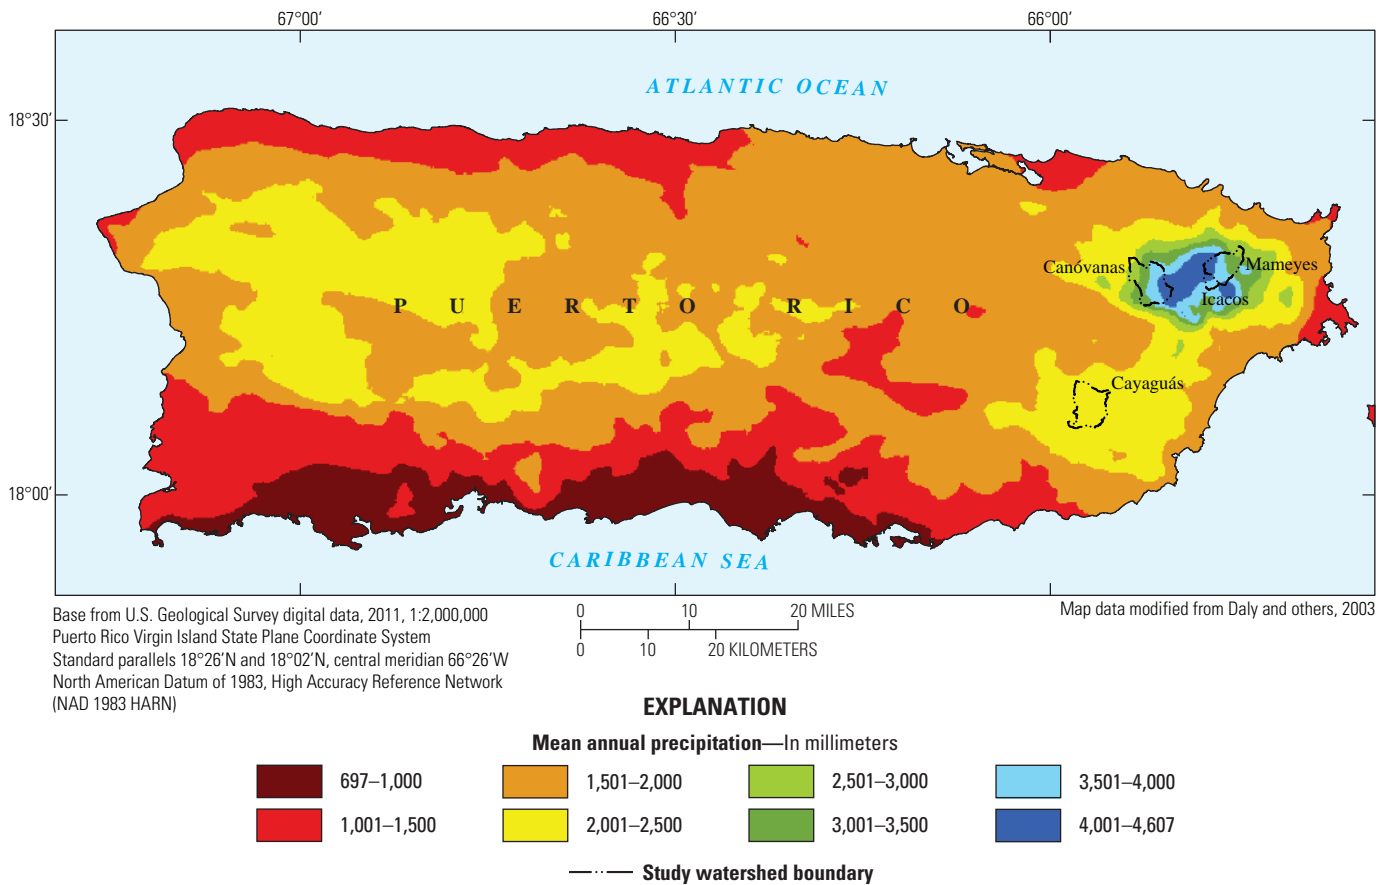 67°00′ 66°30′ 66°00′
ATLANTIC OCEAN
18°30′
Canóvanas
Mameyes
Icacos
PUERTO RICO
Cayaguás
18°00′
CARIBBEAN SEA
Base from U.S. Geological Survey digital data, 2011, 1:2,000,000
Puerto Rico Virgin Island State Plane Coordinate System
Standard parallels 18°26′N and 18°02′N, central meridian 66°26′W
North American Datum of 1983, High Accuracy Reference Network
(NAD 1983 HARN)
0 10 20 MILES
0 10 20 KILOMETERS
Map data modified from Daly and others, 2003
EXPLANATION
Mean annual precipitation—In millimeters
697–1,000 1,501–2,000 2,501–3,000 3,501–4,000
1,001–1,500 2,001–2,500 3,001–3,500 4,001–4,607
Study watershed boundary